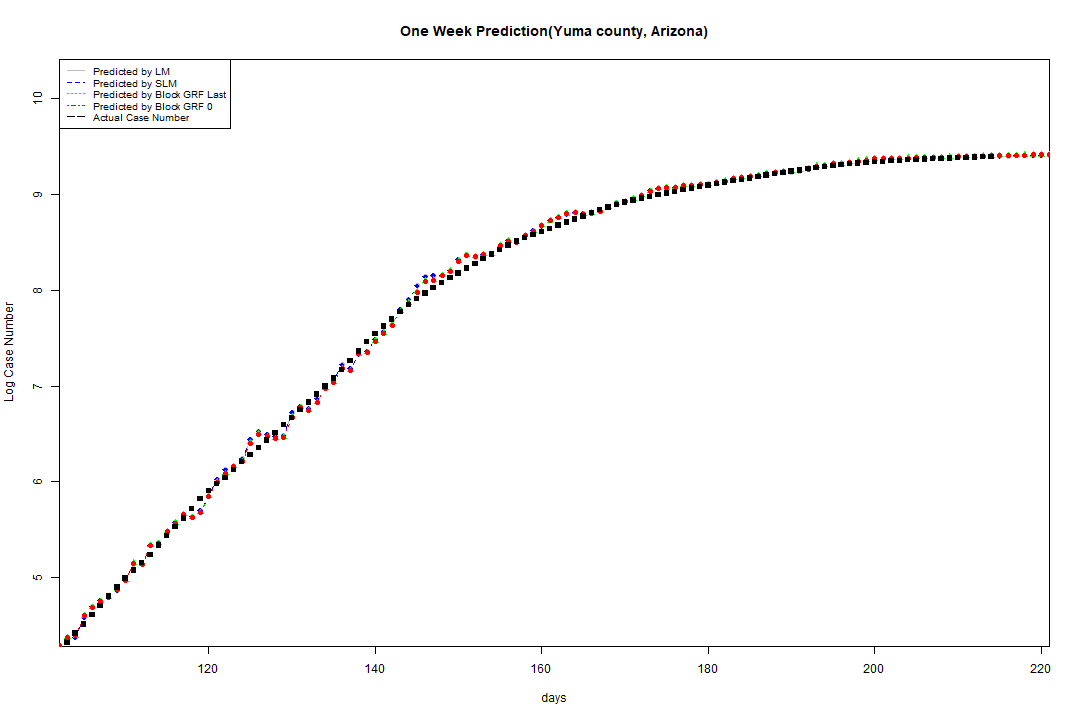 One Week Prediction(Yuma county, Arizona)
Predicted by LM
Predicted by SLM
Predicted by Block GRF Last
Predicted by Block GRF 0
Actual Case Number
Log Case Number
10
9
8
7
6
5
120 140 160 180 200 220
days